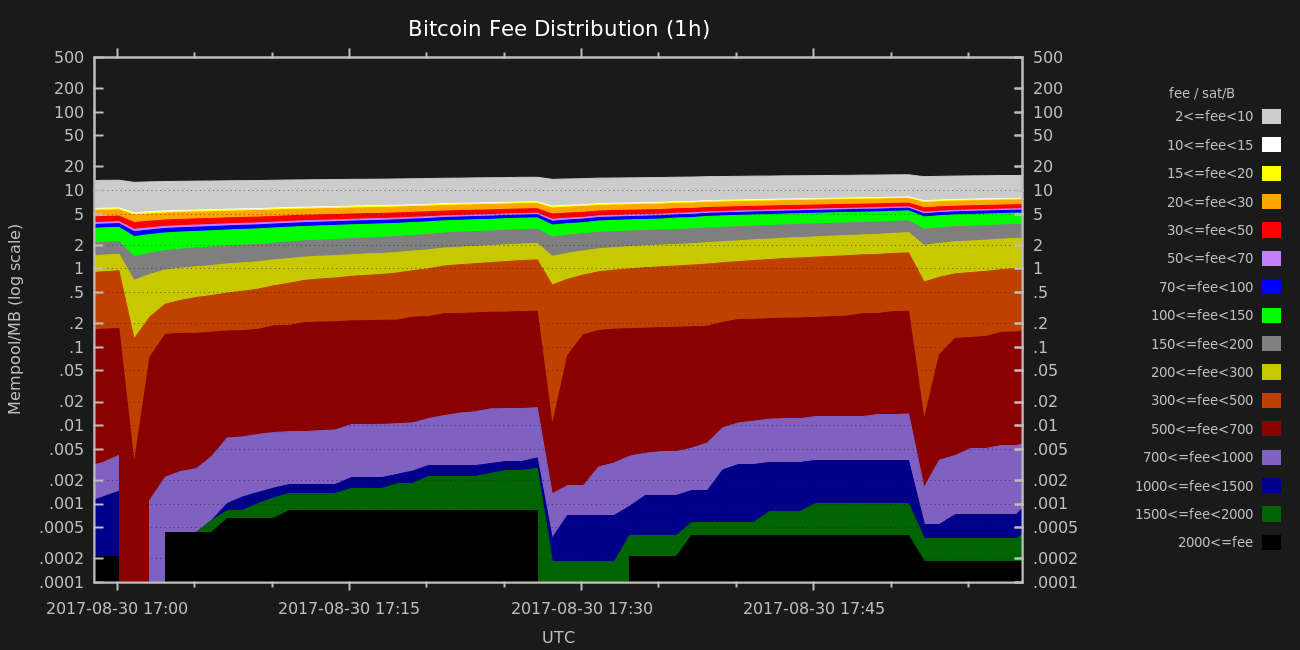 Bitcoin Fee Distribution (1h)
Mempool/MB (log scale)
500
200
100
50
20
10
5
2
1
.5
.2
.1
.05
.02
.01
.005
.002
.001
.0005
.0002
.0001
500
200
100
50
20
10
5
2
1
.5
.2
.1
.05
.02
.01
.005
.002
.001
.0005
.0002
.0001
2017-08-30 17:00 2017-08-30 17:15 2017-08-30 17:30 2017-08-30 17:45
UTC
fee / sat/B
2<=fee<10
10<=fee<15
15<=fee<20
20<=fee<30
30<=fee<50
50<=fee<70
70<=fee<100
100<=fee<150
150<=fee<200
200<=fee<300
300<=fee<500
500<=fee<700
700<=fee<1000
1000<=fee<1500
1500<=fee<2000
2000<=fee